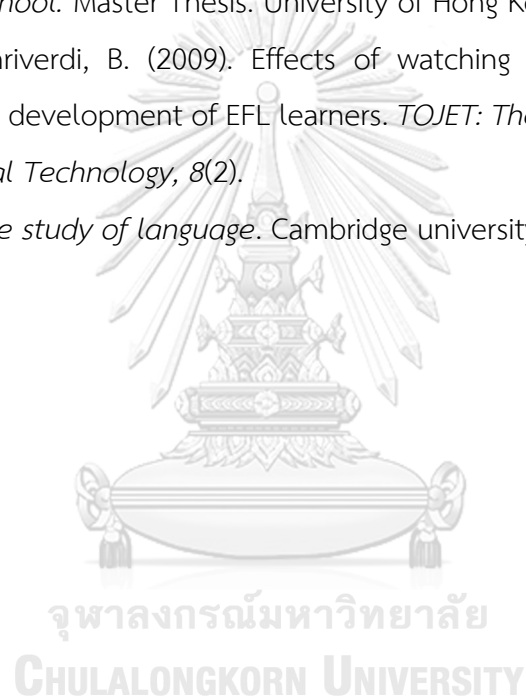 hool. Master Thesis. University of Hong Ko
ariverdi, B. (2009). Effects of watching
development of EFL learners. TOJET: The
al Technology, 8(2).
e study of language. Cambridge university
จุฬาลงกรณ์มหาวิทยาลัย
CHULALONGKORN UNIVERSITY